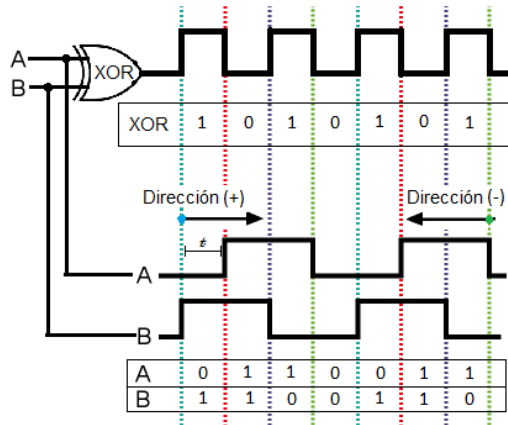 A
B
XOR
XOR 1 0 1 0 1 0 1
Dirección (+) Dirección (-)
t
A
B
A 0 1 1 0 0 1 1
B 1 1 0 0 1 1 0